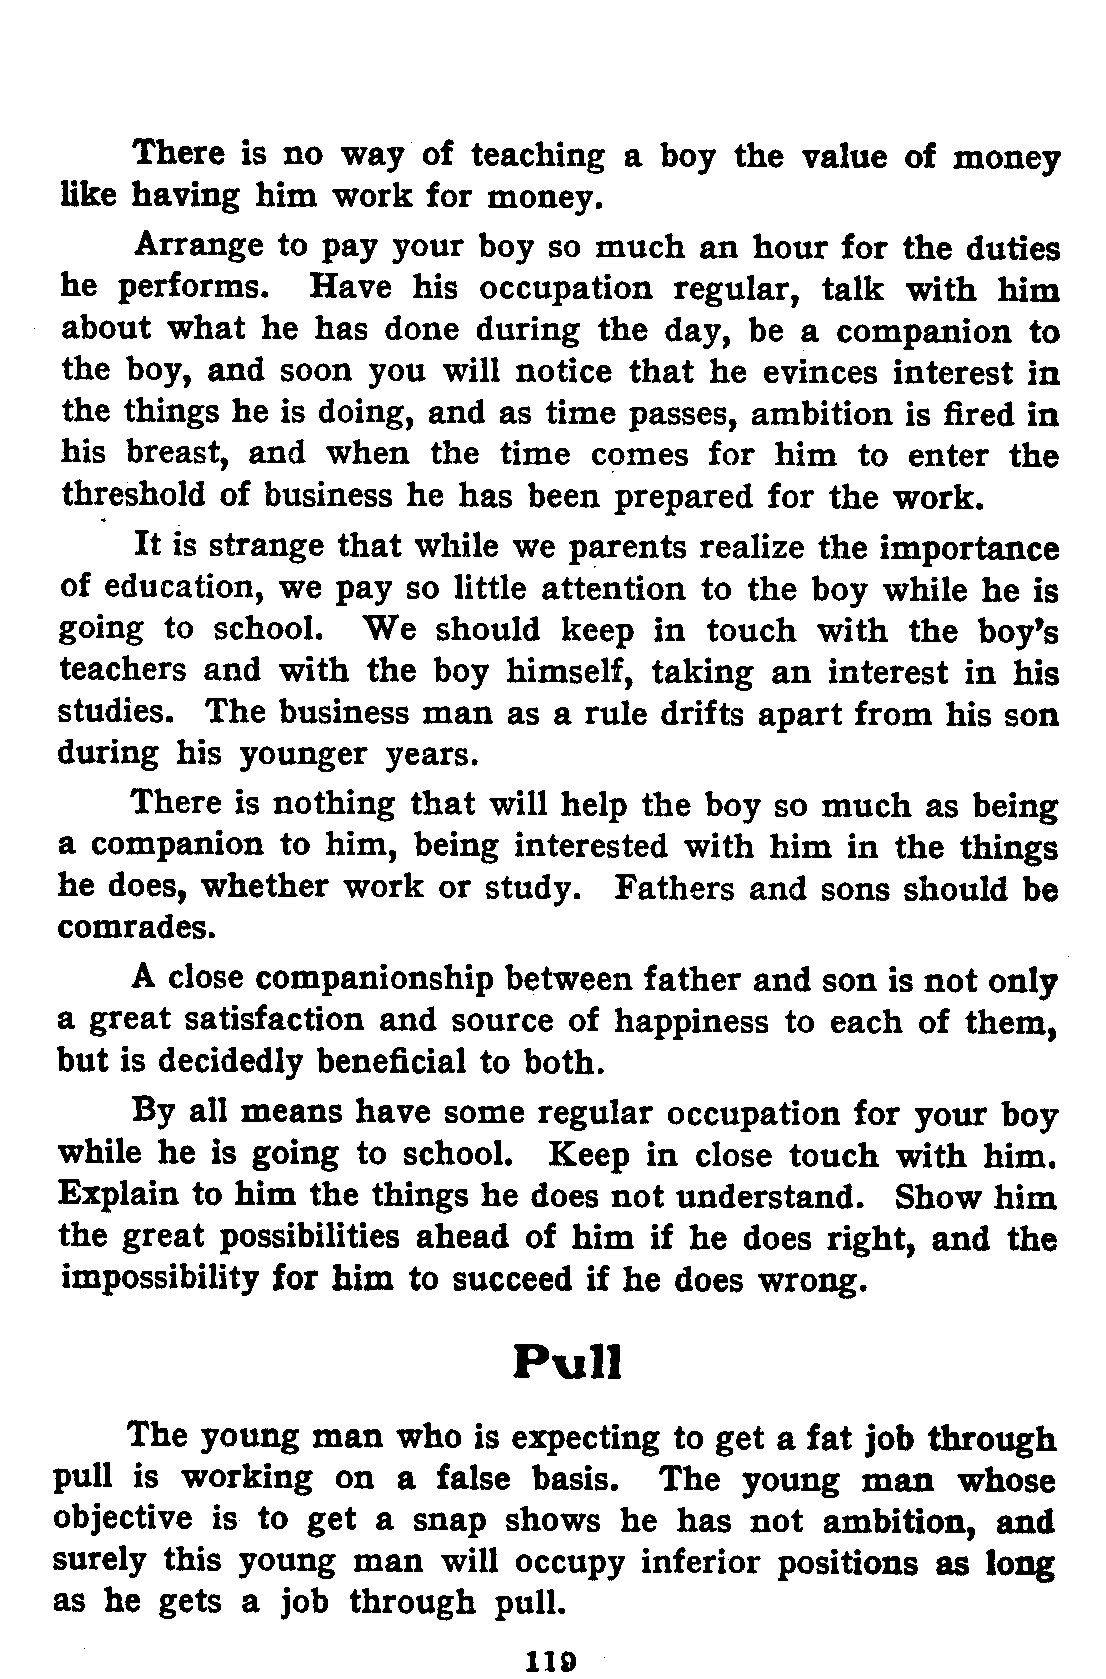 There is no way of teaching a boy the value of money
like having him work for money.
Arrange to pay your boy so much an hour for the duties
he performs. Have his occupation regular, talk with him
about what he has done during the day, be a companion to
the boy, and soon you will notice that he evinces interest in
the things he is doing, and as time passes, ambition is fired in
his breast, and when the time comes for him to enter the
threshold of business he has been prepared for the work.
It is strange that while we parents realize the importance
of education, we pay so little attention to the boy while he is
going to school. We should keep in touch with the boy's
teachers and with the boy himself, taking an interest in his
studies. The business man as a rule drifts apart from his son
during his younger years.
There is nothing that will help the boy so much as being
a companion to him, being interested with him in the things
he does, whether work or study. Fathers and sons should be
comrades.
A close companionship between father and son is not only
a great satisfaction and source of happiness to each of them,
but is decidedly beneficial to both.
By all means have some regular occupation for your boy
while he is going to school. Keep in close touch with him.
Explain to him the things he does not understand. Show him
the great possibilities ahead of him if he does right, and the
impossibility for him to succeed if he does wrong.
Pull
The young man who is expecting to get a fat job through
pull is working on a false basis. The young man whose
objective is to get a snap shows he has not ambition, and
surely this young man will occupy inferior positions as long
as he gets a job through pull.
119